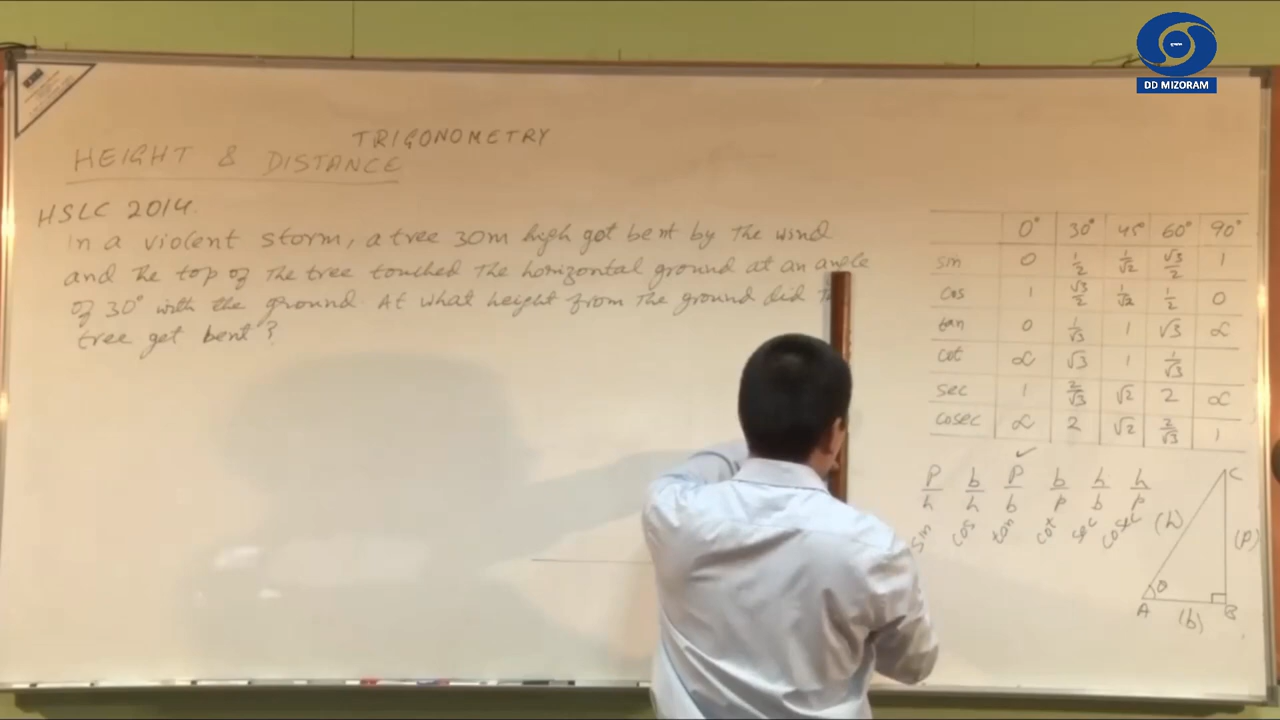 DD MIZORAM
TRIGONOMETRY
HEIGHT & DISTANCE
HSLC 2014.
In a violent storm, a tree 30m high got bent by the wind
and the top of the tree touched the horizontal ground at an angle
of 30° with the ground. At what height from the ground did
tree get bent?
0° 30° 45° 60° 90°
sin 0 1/2 1/√2 √3/2 1
cos 1 √3/2 1/√2 1/2 0
tan 0 1/√3 1 √3 ∝
cot ∝ √3 1 1/√3
sec 1 2/√3 √2 2 ∝
cosec ∝ 2 √2 2/√3 1
✓
P/h b/h P/b b/p h/b h/p
sin cos tan cot sec cosec
C
(h) (P)
θ
A (b) B